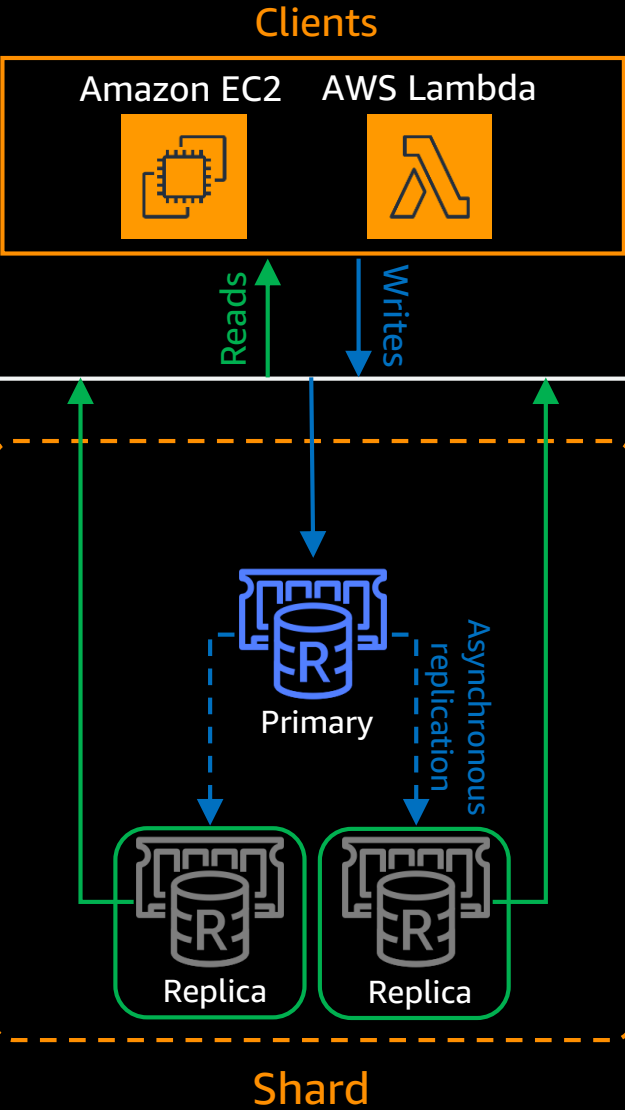 Clients
Amazon EC2
AWS Lambda
Reads
Writes
R
Primary
Asynchronous
replication
R
Replica
R
Replica
Shard